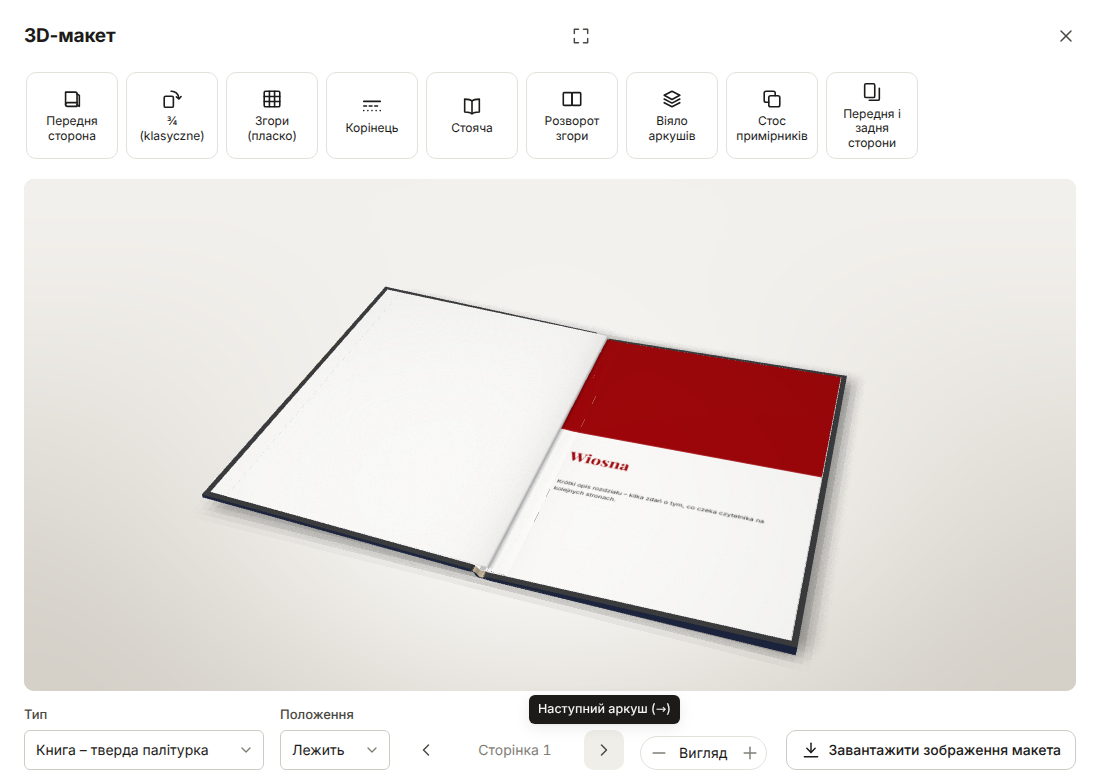 3D-макет
Передня
сторона
¾
(klasyczne)
Згори
(пласко)
Корінець
Стояча
Розворот
згори
Віяло
аркушів
Стос
примірників
Передня і
задня
сторони
Wiosna
Krótki opis rozdziału – kilka zdań o tym, co czeka czytelnika na
kolejnych stronach.
Тип
Положення
Наступний аркуш (→)
Книга – тверда палітурка
Лежить
Сторінка 1
Вигляд
Завантажити зображення макета